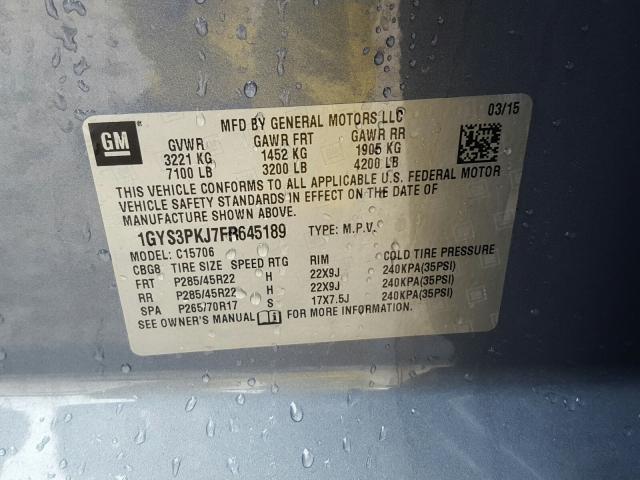 GM
MFD BY GENERAL MOTORS LLC 03/15
GVWR GAWR FRT GAWR RR
3221 KG 1452 KG 1905 KG
7100 LB 3200 LB 4200 LB
THIS VEHICLE CONFORMS TO ALL APPLICABLE U.S. FEDERAL MOTOR
VEHICLE SAFETY STANDARDS IN EFFECT ON THE DATE OF
MANUFACTURE SHOWN ABOVE.
1GYS3PKJ7FR645189 TYPE: M.P.V.
MODEL: C15706
CBGB TIRE SIZE SPEED RTG RIM COLD TIRE PRESSURE
FRT P285/45R22 H 22X9J 240KPA(35PSI)
RR P285/45R22 H 22X9J 240KPA(35PSI)
SPA P265/70R17 S 17X7.5J 240KPA(35PSI)
SEE OWNER'S MANUAL FOR MORE INFORMATION.